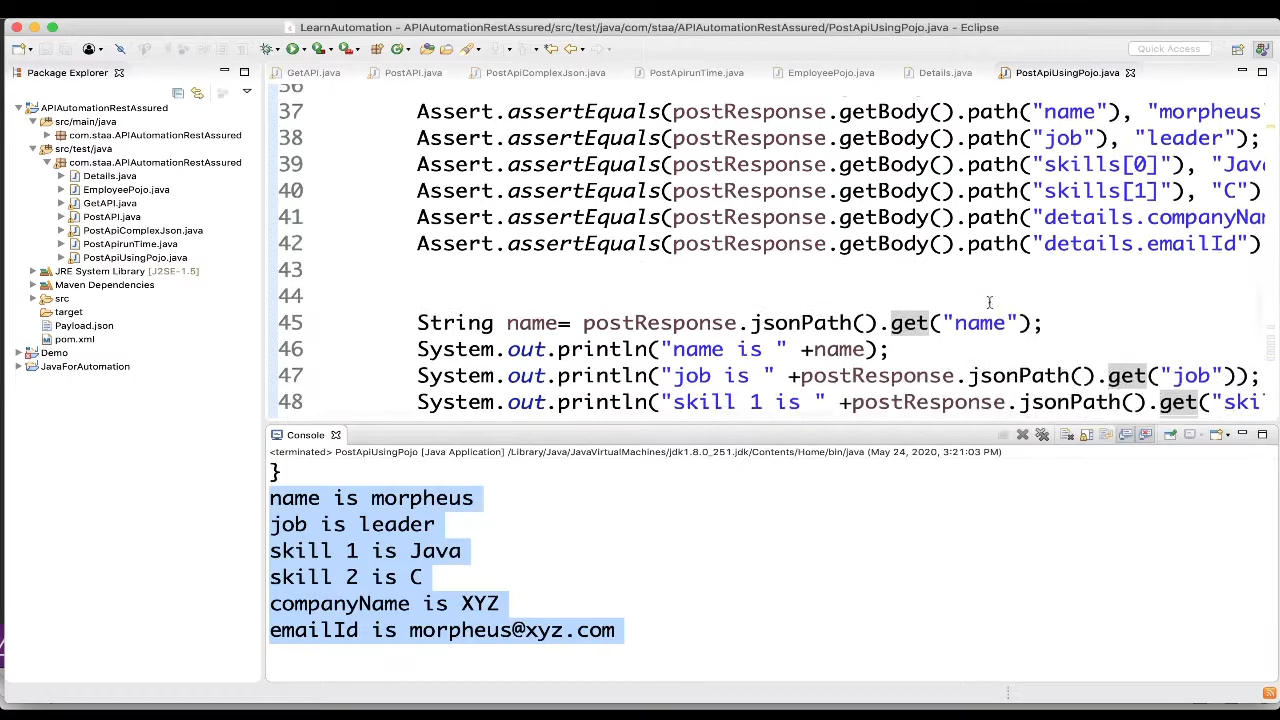 LearnAutomation - APIAutomationRestAssured/src/test/java/com/staa/APIAutomationRestAssured/PostApiUsingPojo.java - Eclipse
Quick Access
Package Explorer
GetAPI.java
PostAPI.java
PostApiComplexJson.java
PostApirunTime.java
EmployeePojo.java
Details.java
PostApiUsingPojo.java
APIAutomationRestAssured
src/main/java
com.staa.APIAutomationRestAssured
src/test/java
com.staa.APIAutomationRestAssured
Details.java
EmployeePojo.java
GetAPI.java
PostAPI.java
PostApiComplexJson.java
PostApirunTime.java
PostApiUsingPojo.java
JRE System Library [J2SE-1.5]
Maven Dependencies
src
target
Payload.json
pom.xml
Demo
JavaForAutomation
36
37 Assert.assertEquals(postResponse.getBody().path("name"), "morpheus
38 Assert.assertEquals(postResponse.getBody().path("job"), "leader");
39 Assert.assertEquals(postResponse.getBody().path("skills[0]"), "Java
40 Assert.assertEquals(postResponse.getBody().path("skills[1]"), "C")
41 Assert.assertEquals(postResponse.getBody().path("details.companyNam
42 Assert.assertEquals(postResponse.getBody().path("details.emailId")
43
44
45 String name= postResponse.jsonPath().get("name");
46 System.out.println("name is " +name);
47 System.out.println("job is " +postResponse.jsonPath().get("job"));
48 System.out.println("skill 1 is " +postResponse.jsonPath().get("skil
Console
<terminated> PostApiUsingPojo [Java Application] /Library/Java/JavaVirtualMachines/jdk1.8.0_251.jdk/Contents/Home/bin/java (May 24, 2020, 3:21:03 PM)
}
name is morpheus
job is leader
skill 1 is Java
skill 2 is C
companyName is XYZ
emailId is morpheus@xyz.com